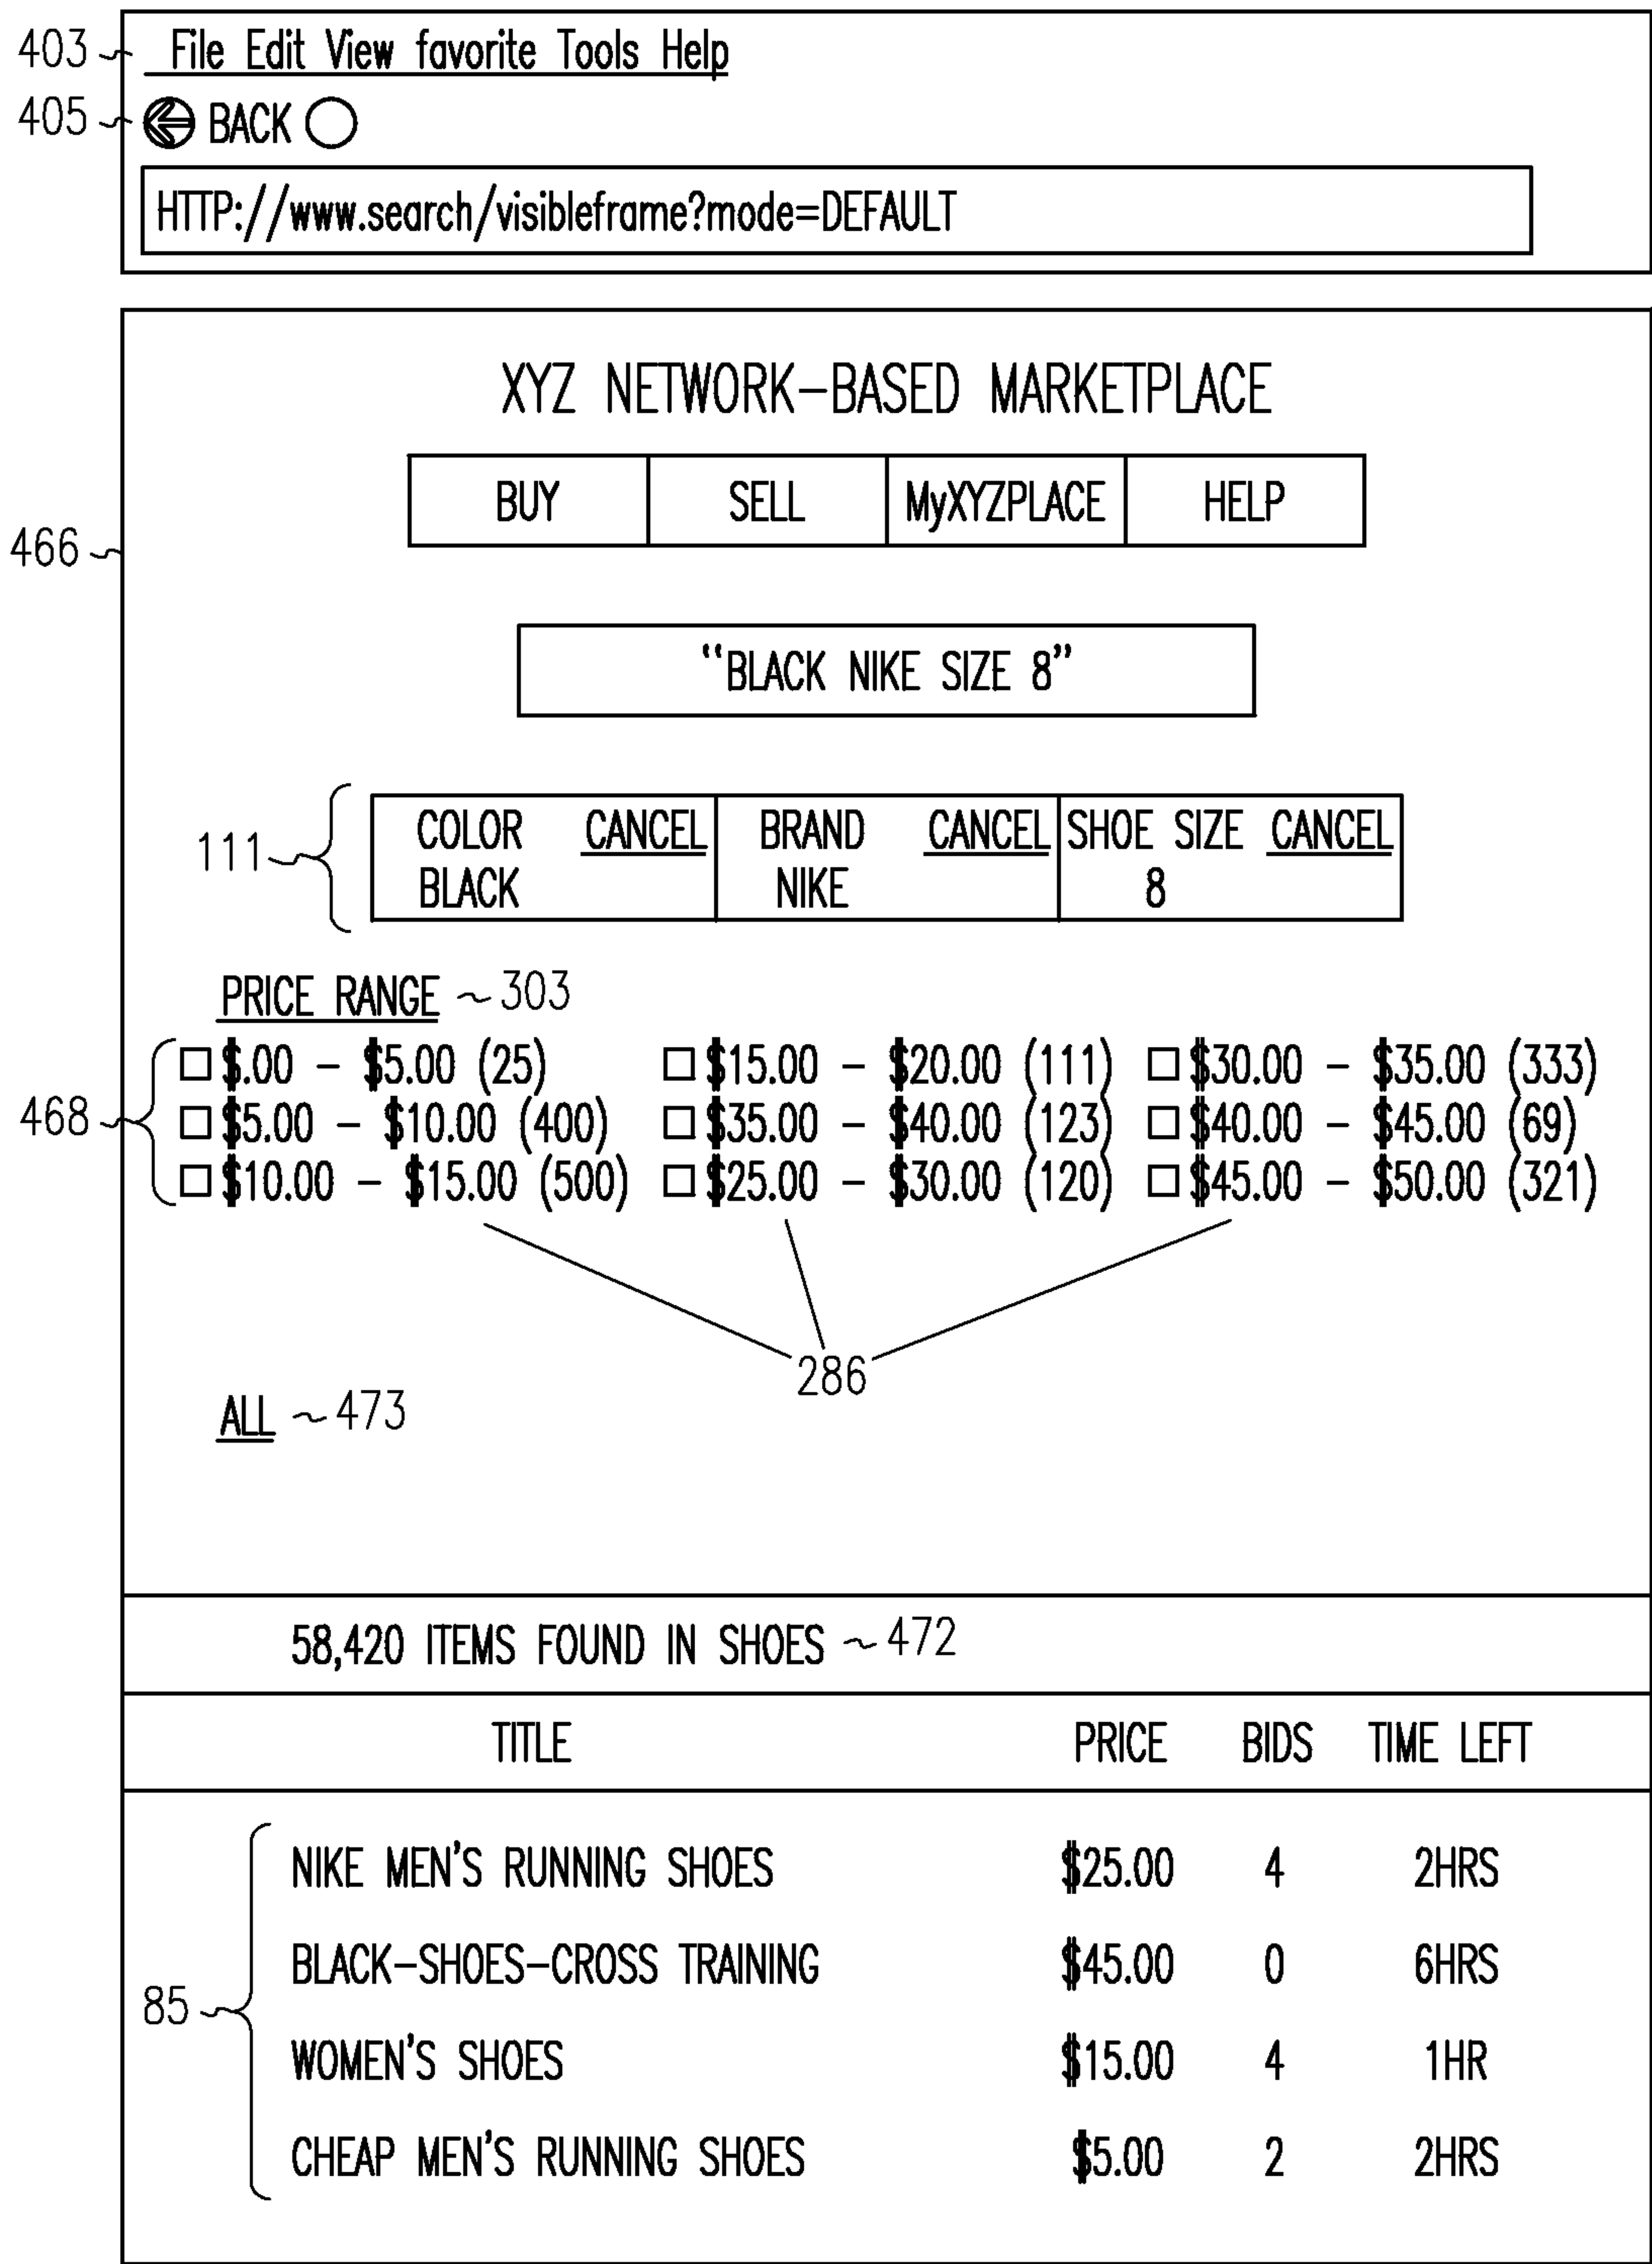 403
File Edit View favorite Tools Help
405
BACK
HTTP://www.search/visibleframe?mode=DEFAULT
XYZ NETWORK-BASED MARKETPLACE
BUY SELL MyXYZPLACE HELP
466
"BLACK NIKE SIZE 8"
COLOR CANCEL BRAND CANCEL SHOE SIZE CANCEL
111
BLACK NIKE 8
PRICE RANGE ~ 303
$.00 - $5.00 (25) $15.00 - $20.00 (111) $30.00 - $35.00 (333)
468
$5.00 - $10.00 (400) $35.00 - $40.00 (123) $40.00 - $45.00 (69)
$10.00 - $15.00 (500) $25.00 - $30.00 (120) $45.00 - $50.00 (321)
286
ALL ~ 473
58,420 ITEMS FOUND IN SHOES ~ 472
TITLE PRICE BIDS TIME LEFT
NIKE MEN'S RUNNING SHOES $25.00 4 2HRS
BLACK-SHOES-CROSS TRAINING $45.00 0 6HRS
85
WOMEN'S SHOES $15.00 4 1HR
CHEAP MEN'S RUNNING SHOES $5.00 2 2HRS